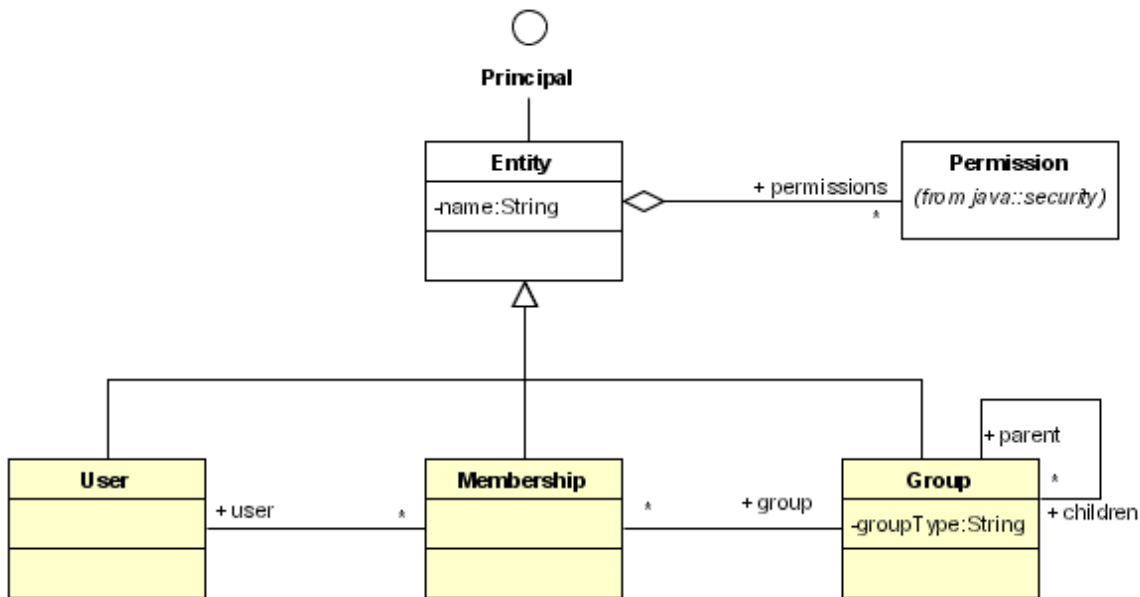 Principal
Entity
-name:String
+ permissions
*
Permission
(from java::security)
+ parent
*
+ children
User
+ user
*
Membership
*
+ group
Group
-groupType:String